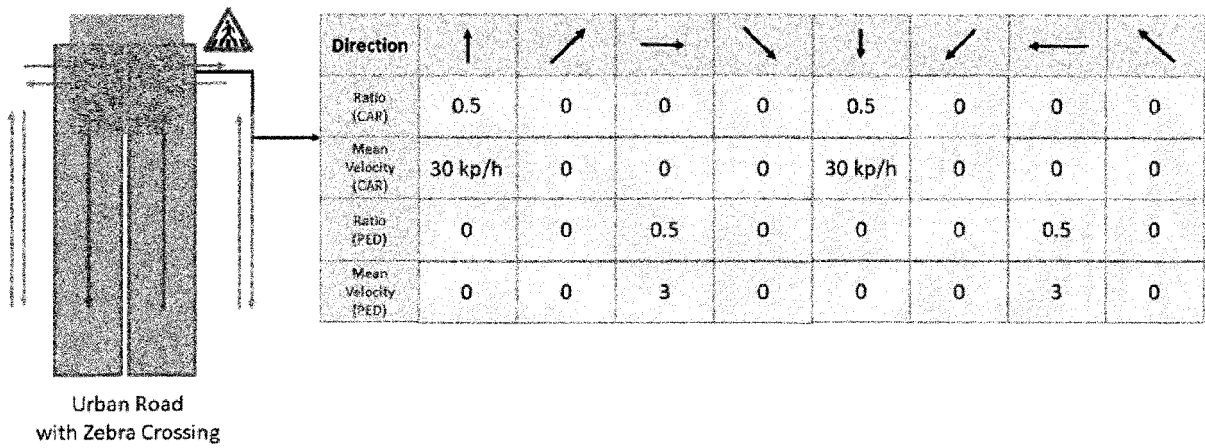 Direction
Ratio
(CAR)
0.5 0 0 0 0.5 0 0 0
Mean
Velocity
(CAR)
30 kp/h 0 0 0 30 kp/h 0 0 0
Ratio
(PED)
0 0 0.5 0 0 0 0.5 0
Mean
Velocity
(PED)
0 0 3 0 0 0 3 0
Urban Road
with Zebra Crossing